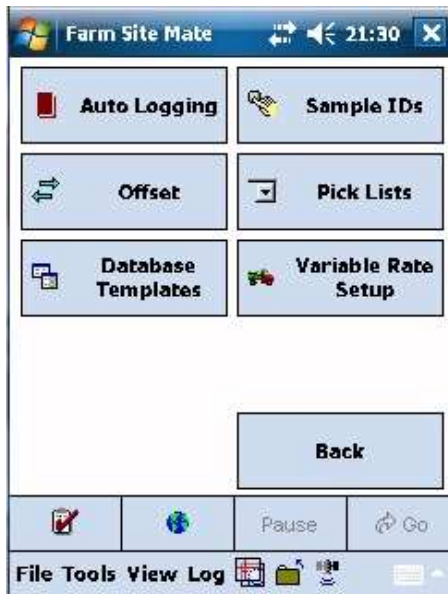 Farm Site Mate 21:30
Auto Logging
Sample IDs
Offset
Pick Lists
Database
Templates
Variable Rate
Setup
Back
Pause
Go
File Tools View Log